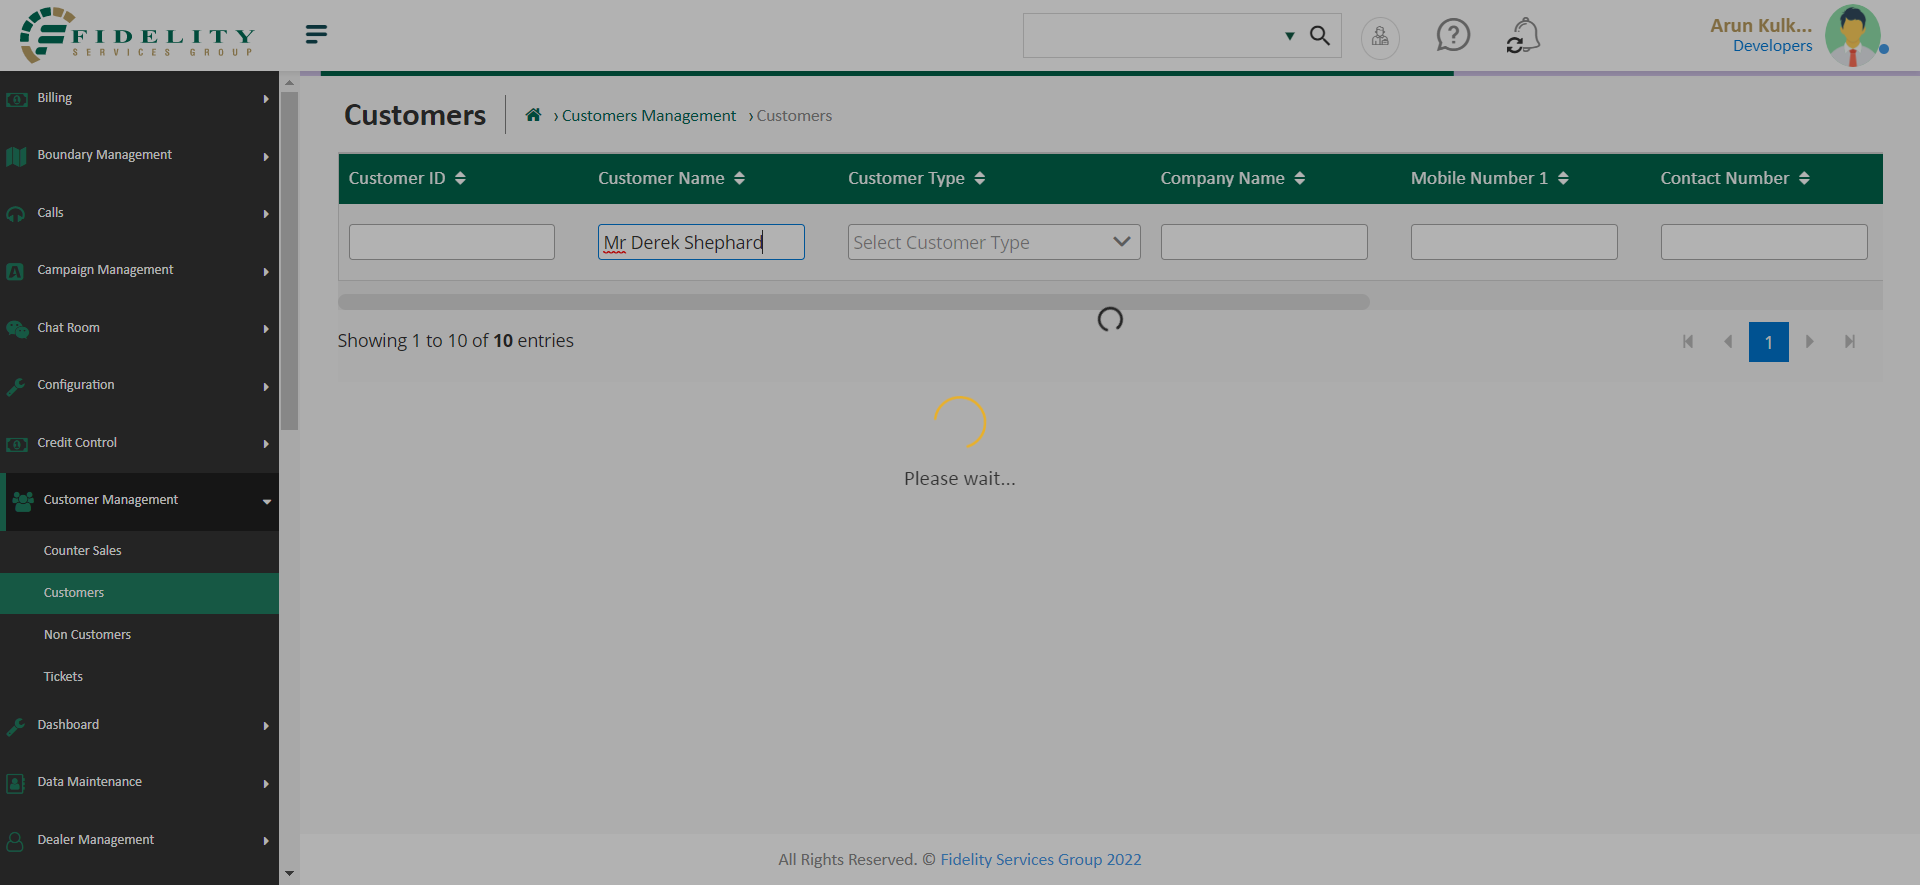 FIDELITY
SERVICES GROUP
Arun Kulk...
Developers
Billing
Boundary Management
Calls
Campaign Management
Chat Room
Configuration
Credit Control
Customer Management
Counter Sales
Customers
Non Customers
Tickets
Dashboard
Data Maintenance
Dealer Management
Customers
› Customers Management › Customers
Customer ID Customer Name Customer Type Company Name Mobile Number 1 Contact Number
Mr Derek Shephard Select Customer Type
Showing 1 to 10 of 10 entries
1
Please wait...
All Rights Reserved. © Fidelity Services Group 2022